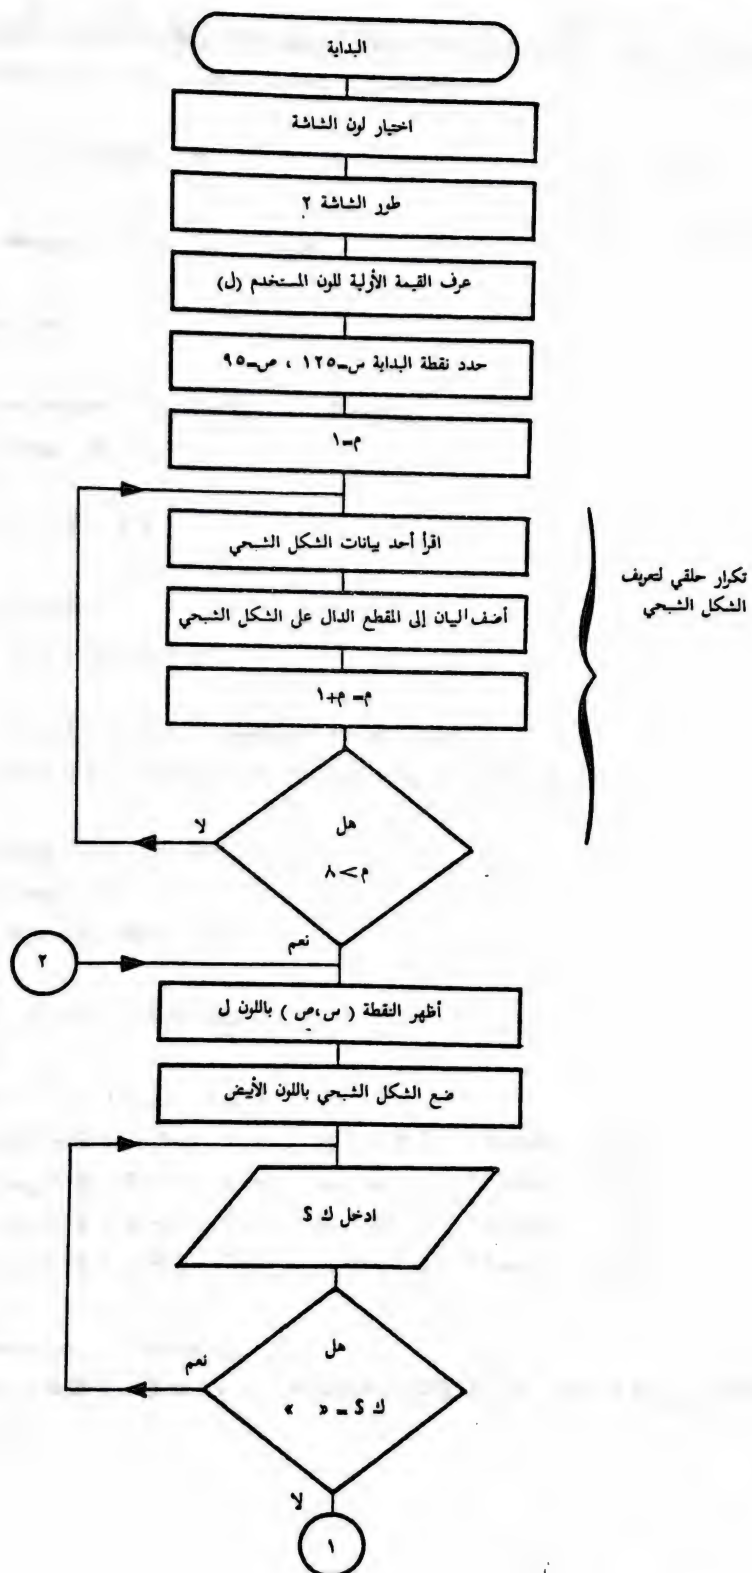 البداية
اختيار لون الشاشة
طور الشاشة ٢
عرف القيمة الأولية للون المستخدم (ل)
حدد نقطة البداية س=١٢٥ ، ص=٩٥
م=١
اقرأ أحد بيانات الشكل الشبحي
أضف البيان إلى المقطع الدال على الشكل الشبحي
م= م+١
تكرار حلقي لتعريف
الشكل الشبحي
هل
م>٨
لا
نعم
٢
أظهر النقطة ( س،ص ) باللون ل
ضع الشكل الشبحي باللون الأبيض
ادخل ك $
هل
ك $ = « »
نعم
لا
١